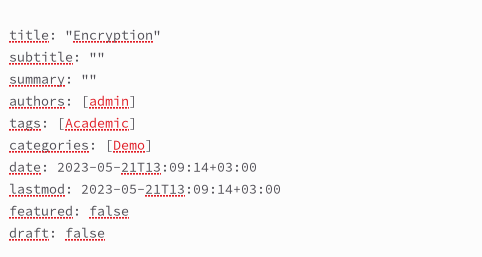 title: "Encryption"
subtitle: ""
summary: ""
authors: [admin]
tags: [Academic]
categories: [Demo]
date: 2023-05-21T13:09:14+03:00
lastmod: 2023-05-21T13:09:14+03:00
featured: false
draft: false